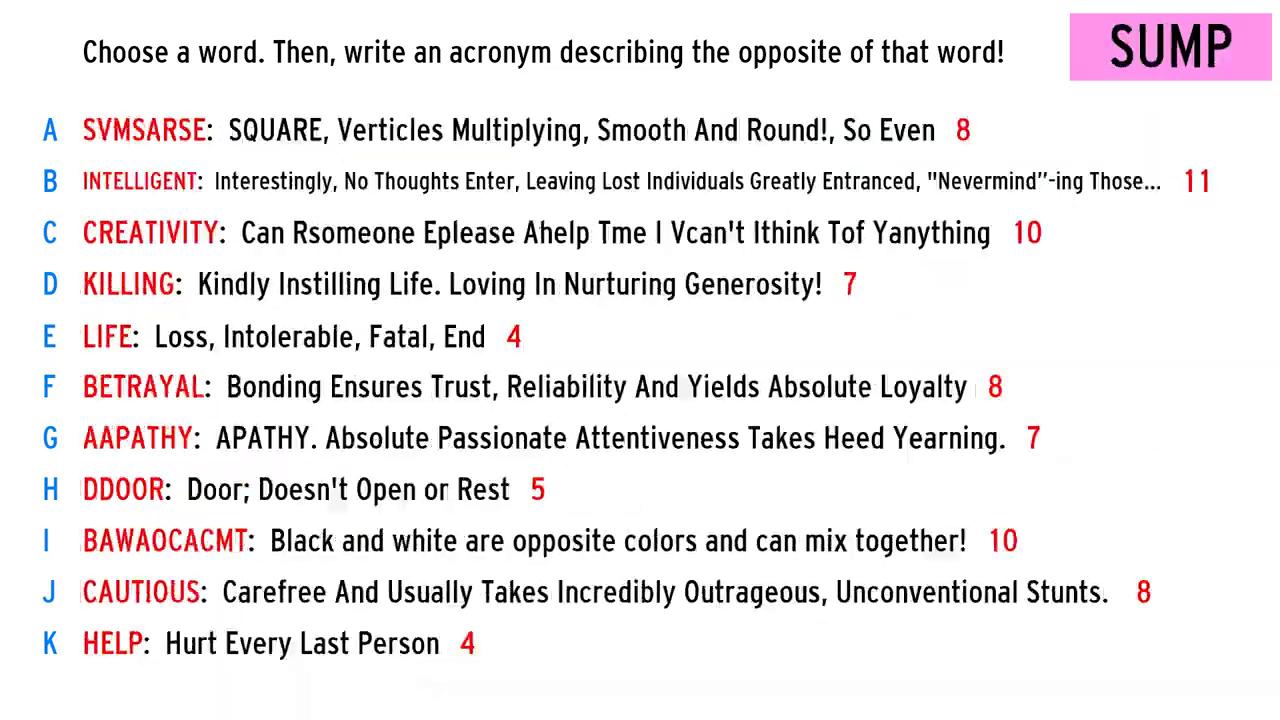 Choose a word. Then, write an acronym describing the opposite of that word!
SUMP
A SVMSARSE: SQUARE, Verticles Multiplying, Smooth And Round!, So Even 8
B INTELLIGENT: Interestingly, No Thoughts Enter, Leaving Lost Individuals Greatly Entranced, "Nevermind"-ing Those... 11
C CREATIVITY: Can Rsomeone Eplease Ahelp Tme I Vcan't Ithink Tof Yanything 10
D KILLING: Kindly Instilling Life. Loving In Nurturing Generosity! 7
E LIFE: Loss, Intolerable, Fatal, End 4
F BETRAYAL: Bonding Ensures Trust, Reliability And Yields Absolute Loyalty 8
G AAPATHY: APATHY. Absolute Passionate Attentiveness Takes Heed Yearning. 7
H DDOOR: Door; Doesn't Open or Rest 5
I BAWAOCACMT: Black and white are opposite colors and can mix together! 10
J CAUTIOUS: Carefree And Usually Takes Incredibly Outrageous, Unconventional Stunts. 8
K HELP: Hurt Every Last Person 4